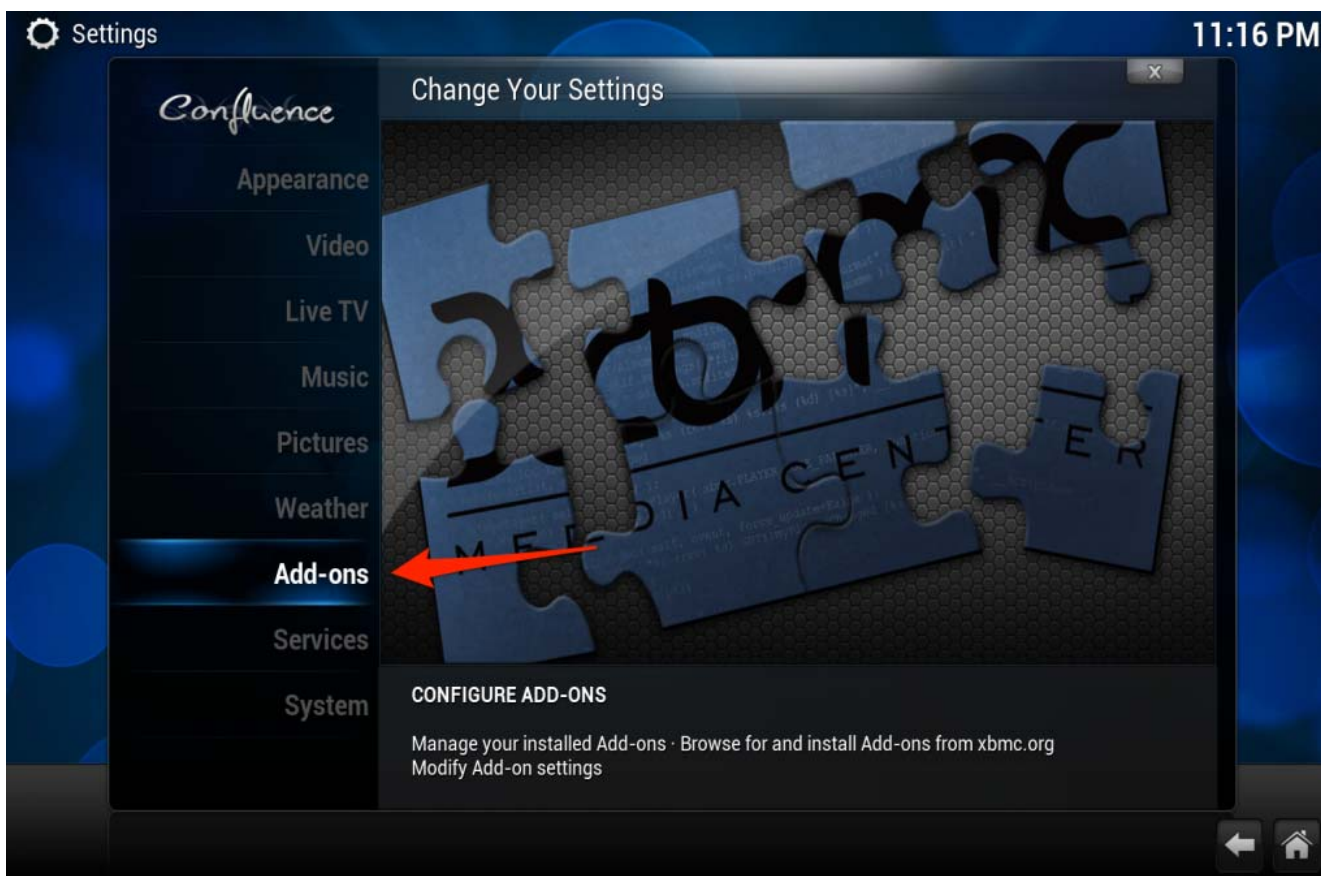 Settings
11:16 PM
Confluence
Change Your Settings
X
Appearance
Video
Live TV
Music
Pictures
Weather
Add-ons
Services
System
xbmc
MEDIA CENTER
CONFIGURE ADD-ONS
Manage your installed Add-ons · Browse for and install Add-ons from xbmc.org
Modify Add-on settings